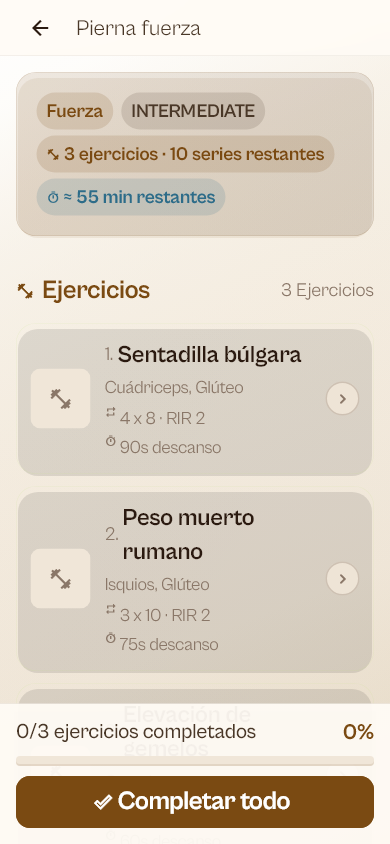 Pierna fuerza
Fuerza INTERMEDIATE
3 ejercicios · 10 series restantes
≈ 55 min restantes
Ejercicios 3 Ejercicios
1. Sentadilla búlgara
Cuádriceps, Glúteo
4 x 8 · RIR 2
90s descanso
2. Peso muerto
rumano
Isquios, Glúteo
3 x 10 · RIR 2
75s descanso
Elevación de
gemelos
0/3 ejercicios completados 0%
Completar todo